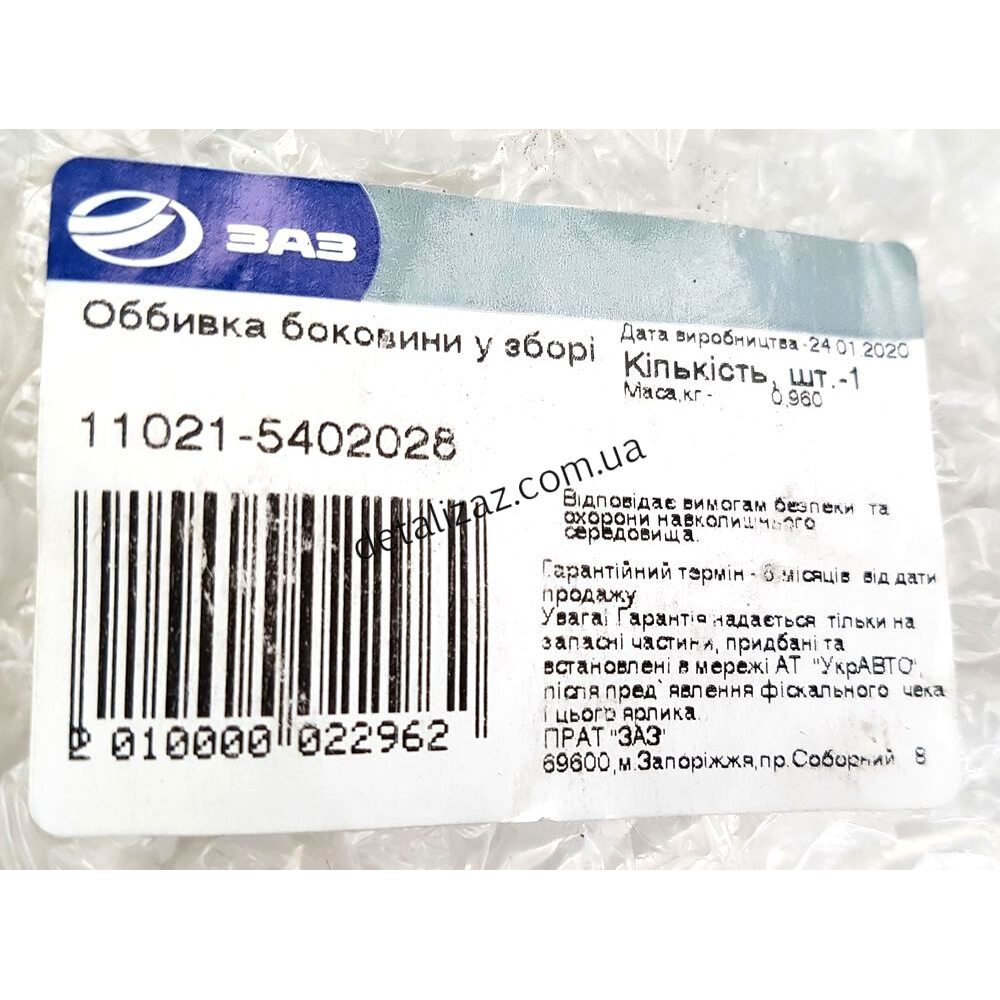 ЗАЗ
Оббивка боковини у зборі
11021-5402028
2 010000 022962
Дата виробництва-24.01.2020
Кількість, шт.-1
Маса,кг - 0,960
Відповідає вимогам безпеки та
охорони навколишнього
середовища.
Гарантійний термін - 6 місяців від дати
продажу
Увага! Гарантія надається тільки на
запасні частини, придбані та
встановлені в мережі АТ "УкрАВТО",
після пред`явлення фіскального чека
і цього ярлика.
ПРАТ "ЗАЗ"
69600,м.Запоріжжя,пр.Соборний 8
detalizaz.com.ua